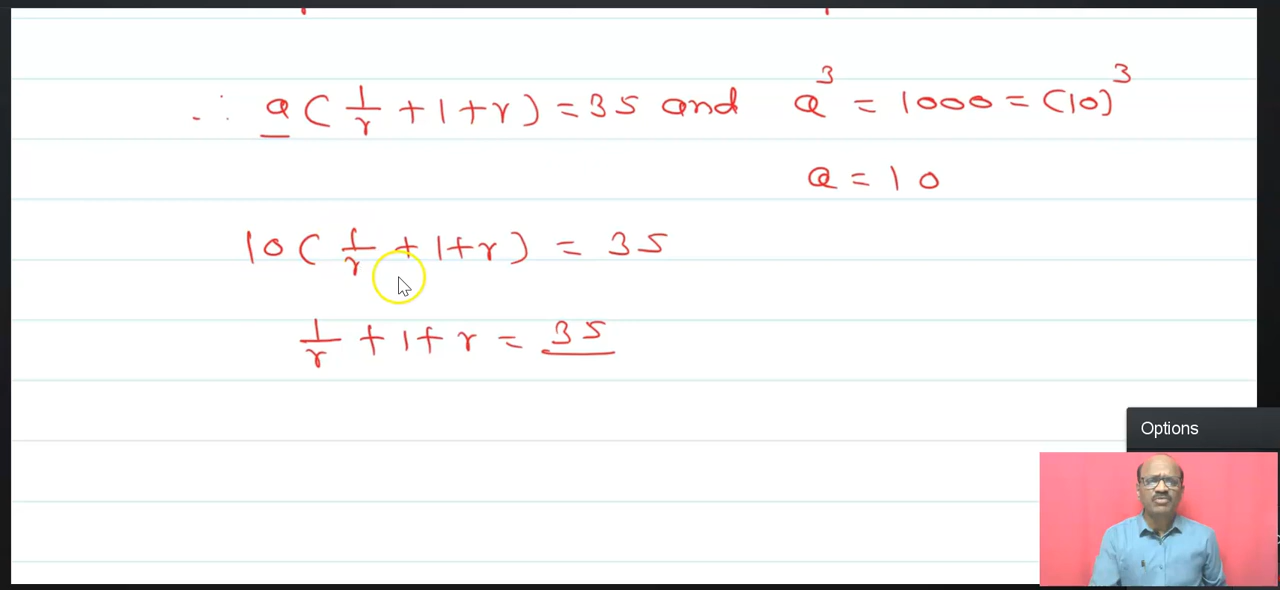 ∴ a(1/r + 1 + r) = 35 and a³ = 1000 = (10)³
a = 10
10(1/r + 1 + r) = 35
1/r + 1 + r = 35
Options